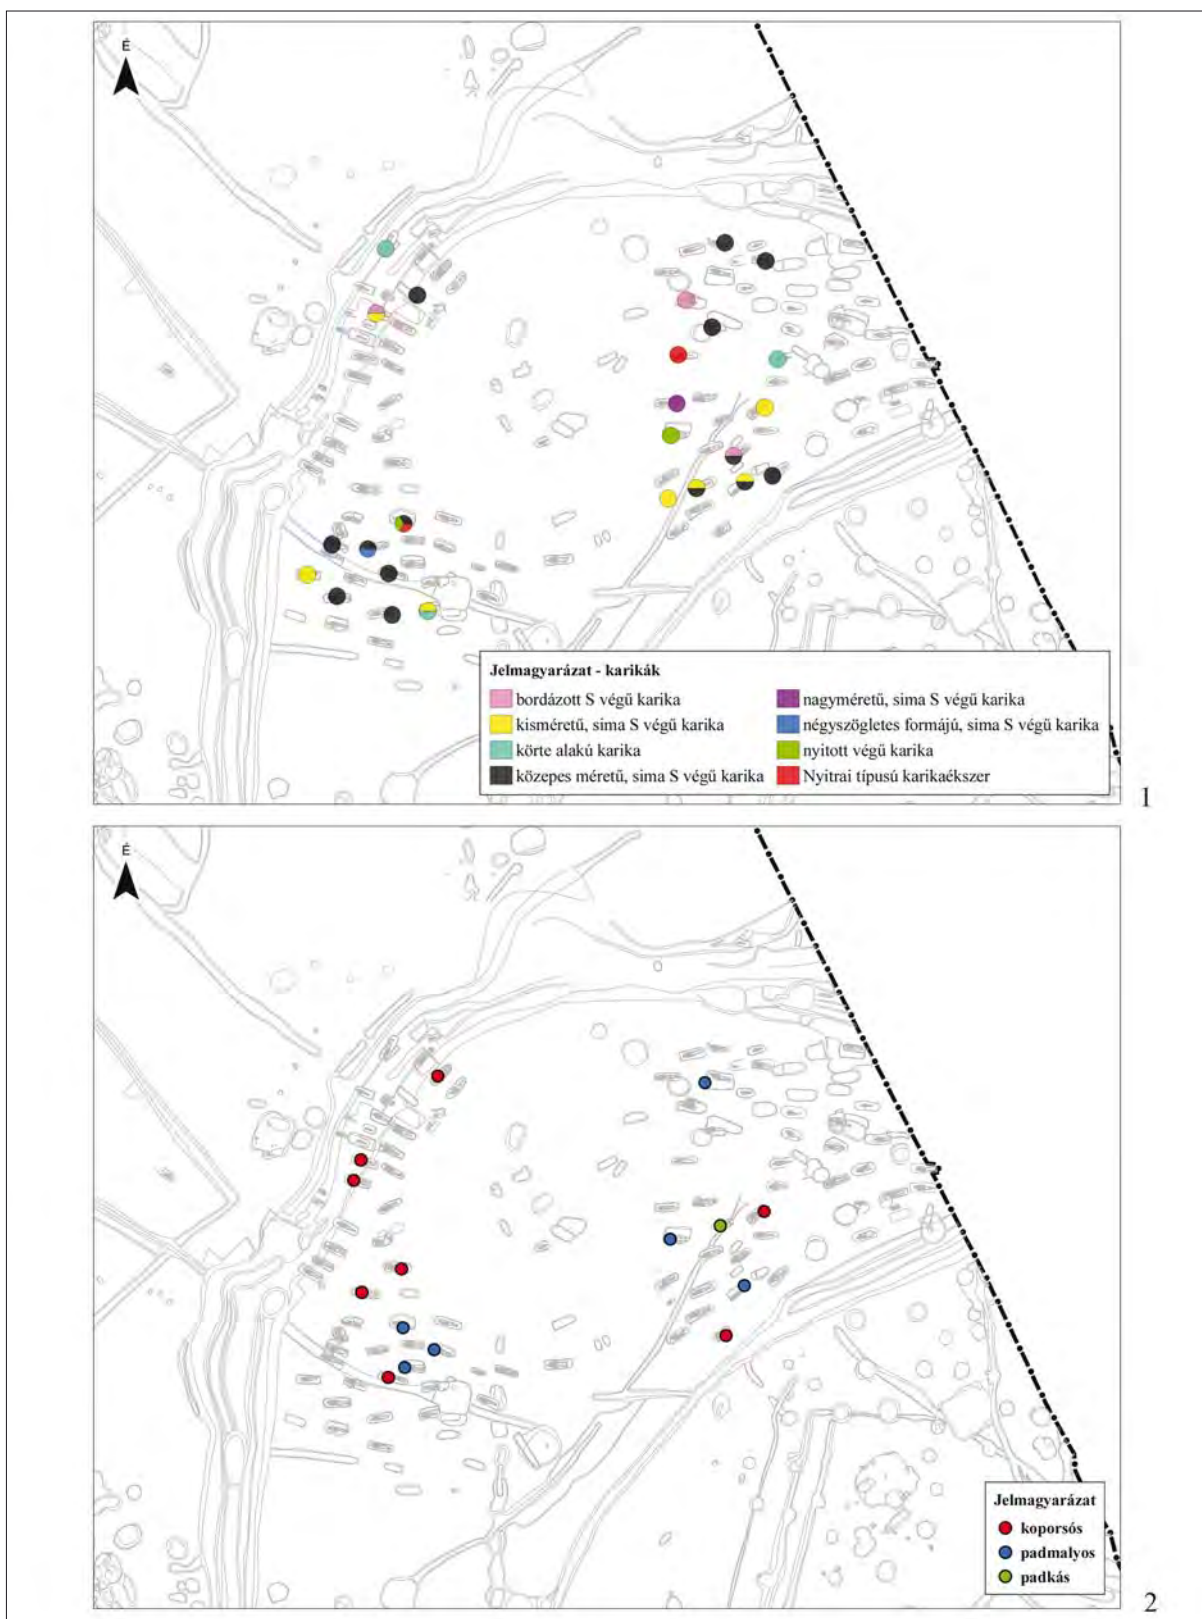 É
Jelmagyarázat - karikák
bordázott S végű karika
nagyméretű, sima S végű karika
kisméretű, sima S végű karika
négyszögletes formájú, sima S végű karika
körte alakú karika
nyitott végű karika
közepes méretű, sima S végű karika
Nyitrai típusú karikaékszer
1
É
Jelmagyarázat
koporsós
padmalyos
padkás
2